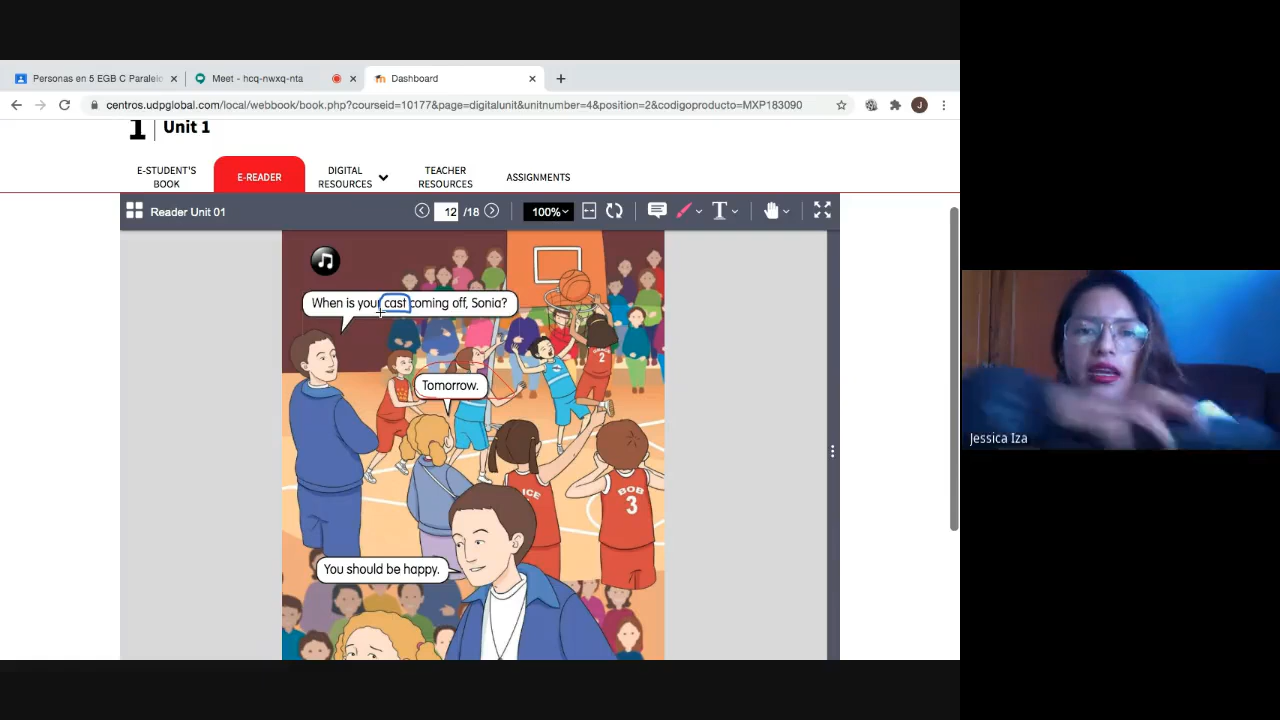 Personas en 5 EGB C Paralelo
Meet - hcq-nwxq-nta
Dashboard
centros.udpglobal.com/local/webbook/book.php?courseid=10177&page=digitalunit&unitnumber=4&position=2&codigoproducto=MXP183090
J
1 | Unit 1
E-STUDENT'S
BOOK
E-READER
DIGITAL
RESOURCES
TEACHER
RESOURCES
ASSIGNMENTS
Reader Unit 01
12 /18
100%
T
When is your cast coming off, Sonia?
2
Tomorrow.
ICE
BOB
3
You should be happy.
Jessica Iza